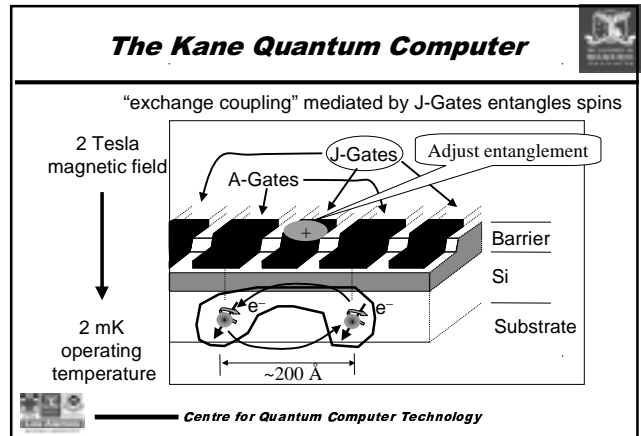 The Kane Quantum Computer
“exchange coupling” mediated by J-Gates entangles spins
2 Tesla
magnetic field
J-Gates
Adjust entanglement
A-Gates
+
Barrier
Si
e⁻
e⁻
Substrate
2 mK
operating
temperature
~200 Å
Centre for Quantum Computer Technology